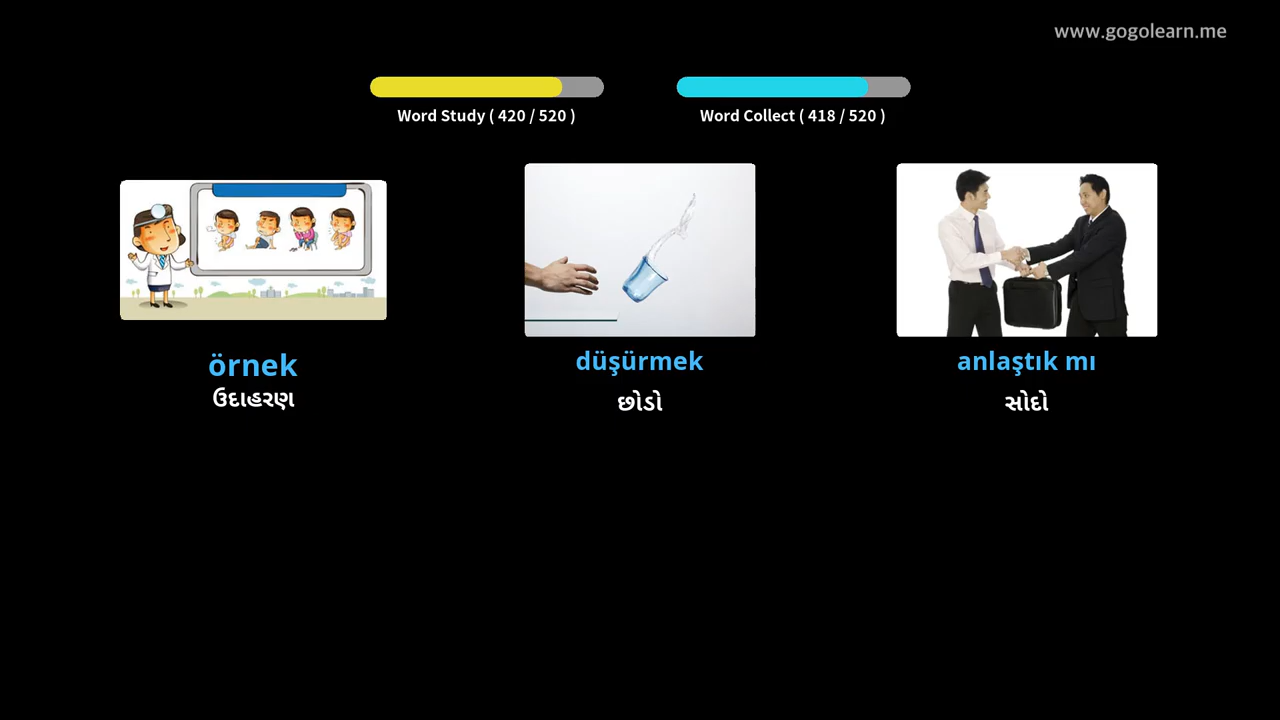 www.gogolearn.me
Word Study ( 420 / 520 )
Word Collect ( 418 / 520 )
örnek
ઉદાહરણ
düşürmek
છોડો
anlaştık mı
સોદો